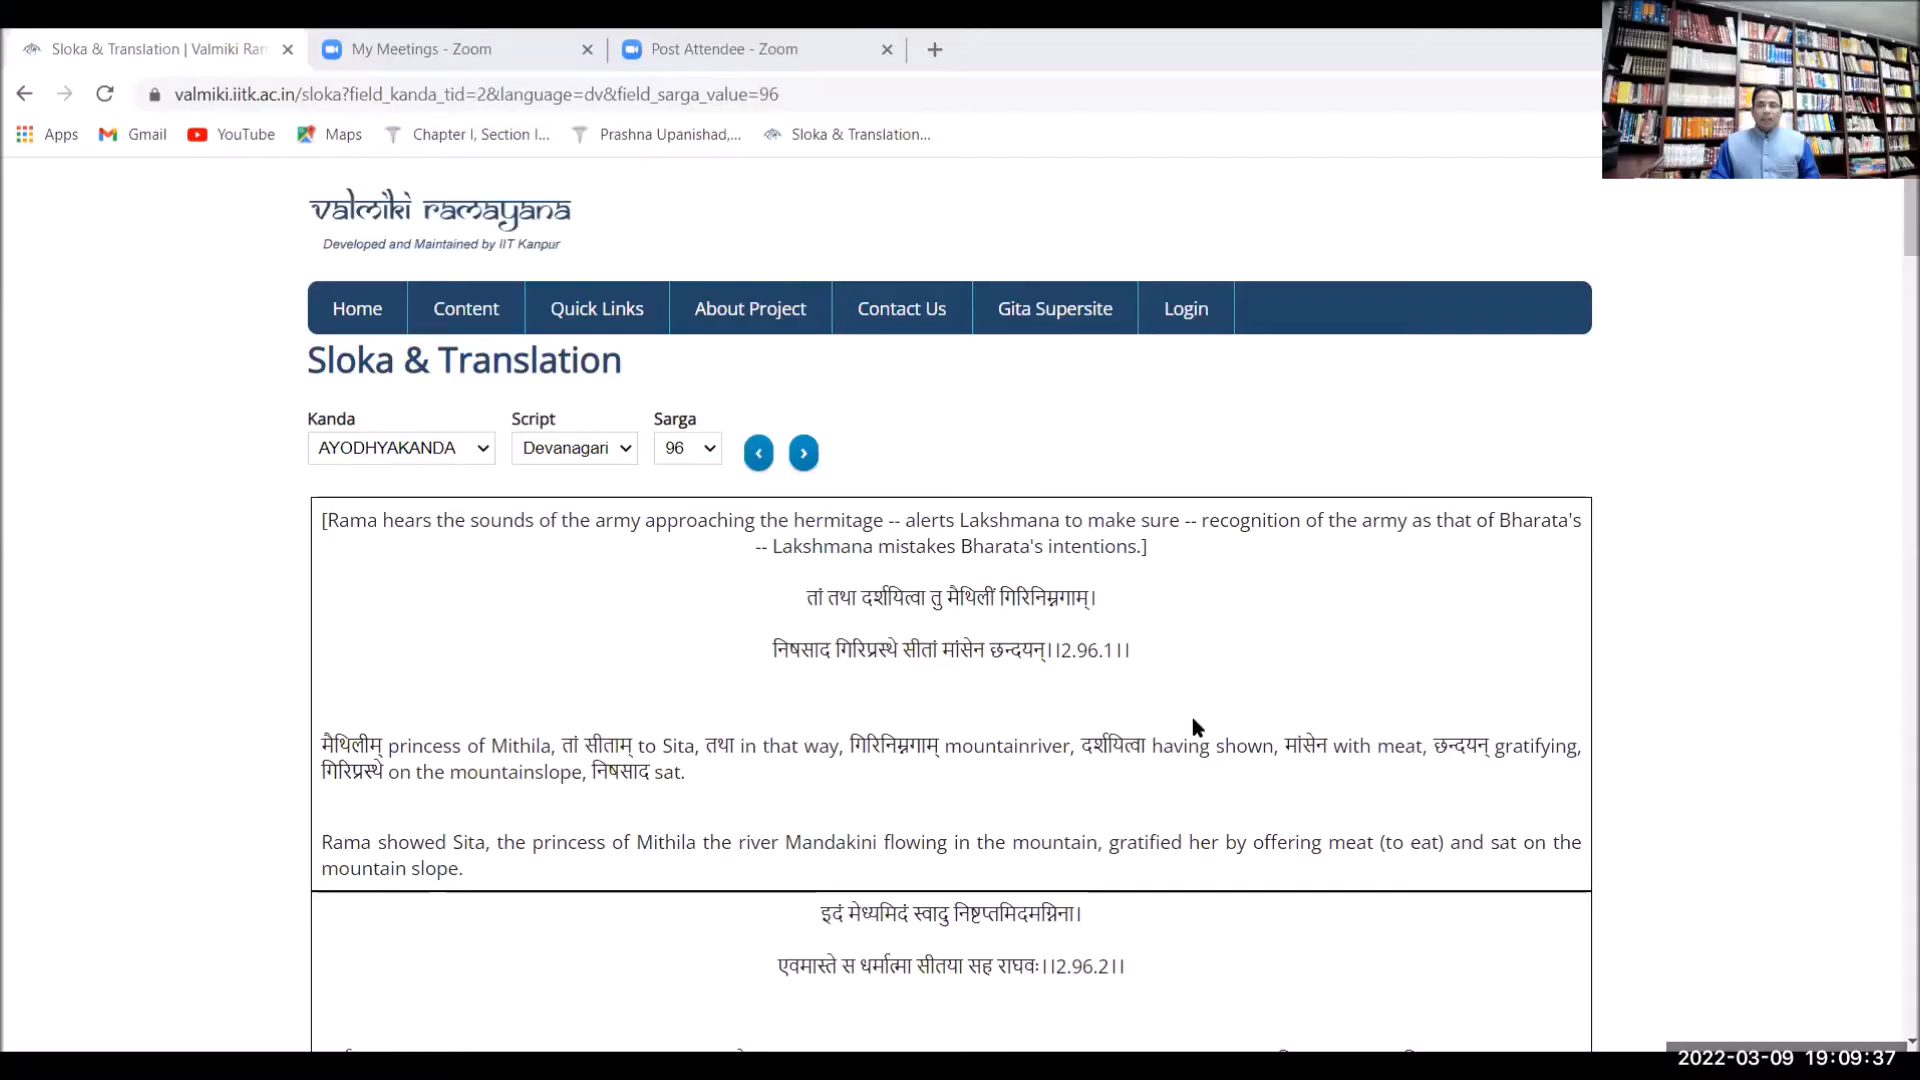 Sloka & Translation | Valmiki Ram
My Meetings - Zoom
Post Attendee - Zoom
valmiki.iitk.ac.in/sloka?field_kanda_tid=2&language=dv&field_sarga_value=96
Apps
Gmail
YouTube
Maps
Chapter I, Section I...
Prashna Upanishad,...
Sloka & Translation...
valmiki ramayana
Developed and Maintained by IIT Kanpur
Home
Content
Quick Links
About Project
Contact Us
Gita Supersite
Login
Sloka & Translation
Kanda
Script
Sarga
AYODHYAKANDA
Devanagari
96
[Rama hears the sounds of the army approaching the hermitage -- alerts Lakshmana to make sure -- recognition of the army as that of Bharata's
-- Lakshmana mistakes Bharata's intentions.]
तां तथा दर्शयित्वा तु मैथिलीं गिरिनिम्नगाम्।
निषसाद गिरिप्रस्थे सीतां मांसेन छन्दयन्।।2.96.1।।
मैथिलीम् princess of Mithila, तां सीताम् to Sita, तथा in that way, गिरिनिम्नगाम् mountainriver, दर्शयित्वा having shown, मांसेन with meat, छन्दयन् gratifying,
गिरिप्रस्थे on the mountainslope, निषसाद sat.
Rama showed Sita, the princess of Mithila the river Mandakini flowing in the mountain, gratified her by offering meat (to eat) and sat on the
mountain slope.
इदं मेध्यमिदं स्वादु निष्टप्तमिदमग्निना।
एवमास्ते स धर्मात्मा सीतया सह राघवः।।2.96.2।।
2022-03-09 19:09:37